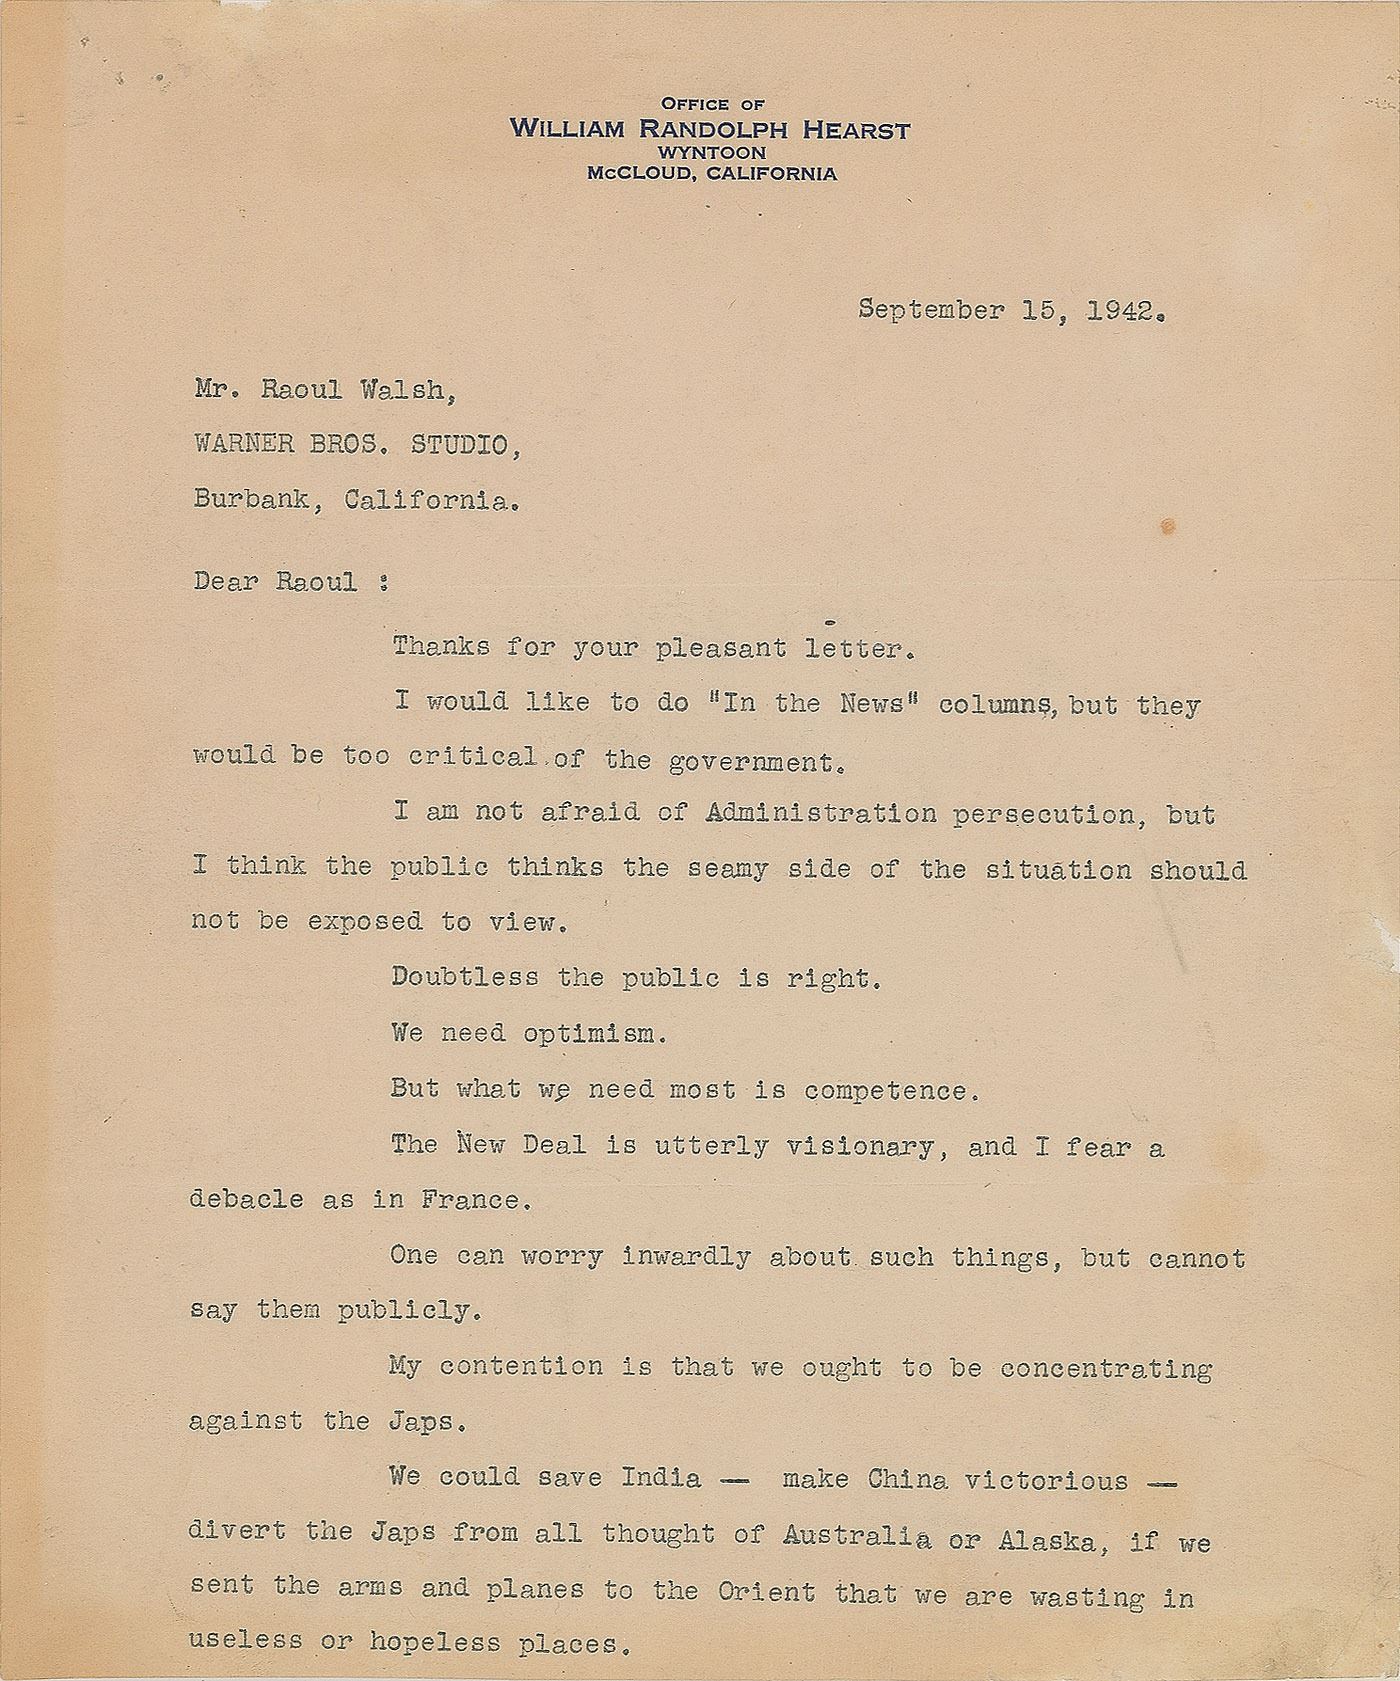 OFFICE OF
WILLIAM RANDOLPH HEARST
WYNTOON
McCLOUD, CALIFORNIA
September 15, 1942.
Mr. Raoul Walsh,
WARNER BROS. STUDIO,
Burbank, California.
Dear Raoul :
Thanks for your pleasant letter.
I would like to do "In the News" columns, but they
would be too critical of the government.
I am not afraid of Administration persecution, but
I think the public thinks the seamy side of the situation should
not be exposed to view.
Doubtless the public is right.
We need optimism.
But what we need most is competence.
The New Deal is utterly visionary, and I fear a
debacle as in France.
One can worry inwardly about such things, but cannot
say them publicly.
My contention is that we ought to be concentrating
against the Japs.
We could save India — make China victorious —
divert the Japs from all thought of Australia or Alaska, if we
sent the arms and planes to the Orient that we are wasting in
useless or hopeless places.